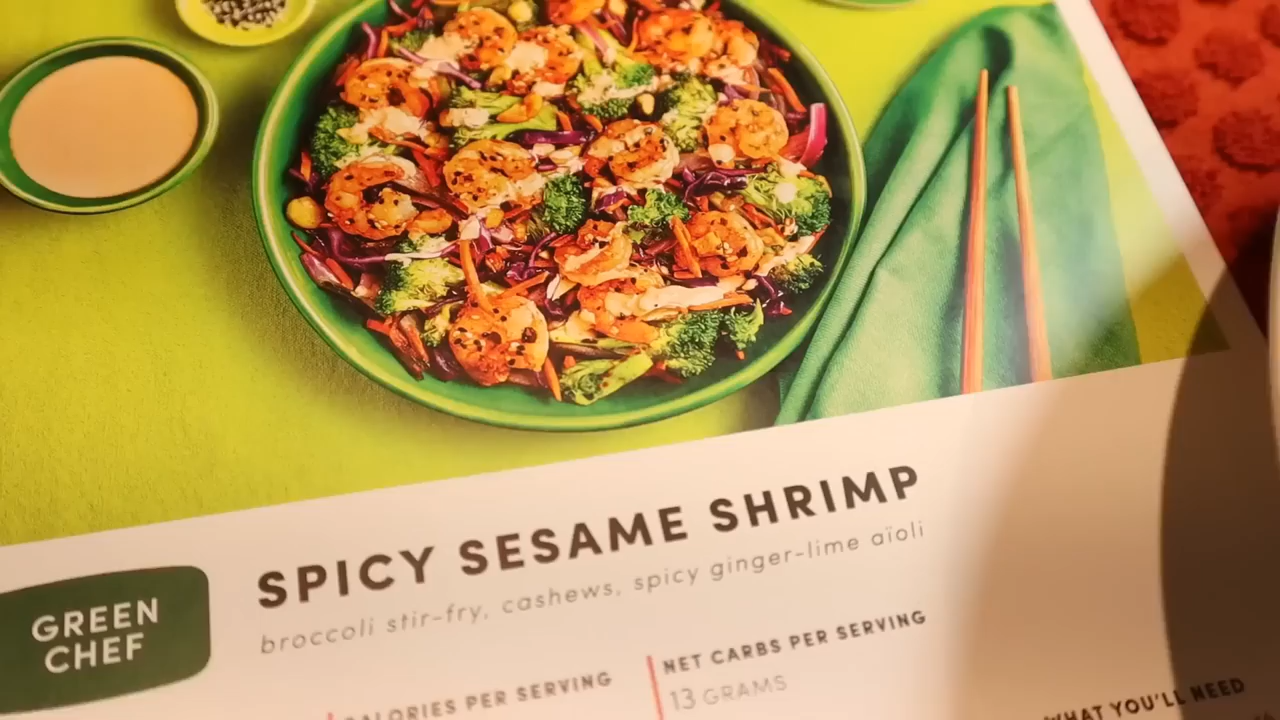 SPICY SESAME SHRIMP
broccoli stir-fry, cashews, spicy ginger-lime aïoli
GREEN
CHEF
CALORIES PER SERVING
NET CARBS PER SERVING
13 GRAMS
WHAT YOU'LL NEED